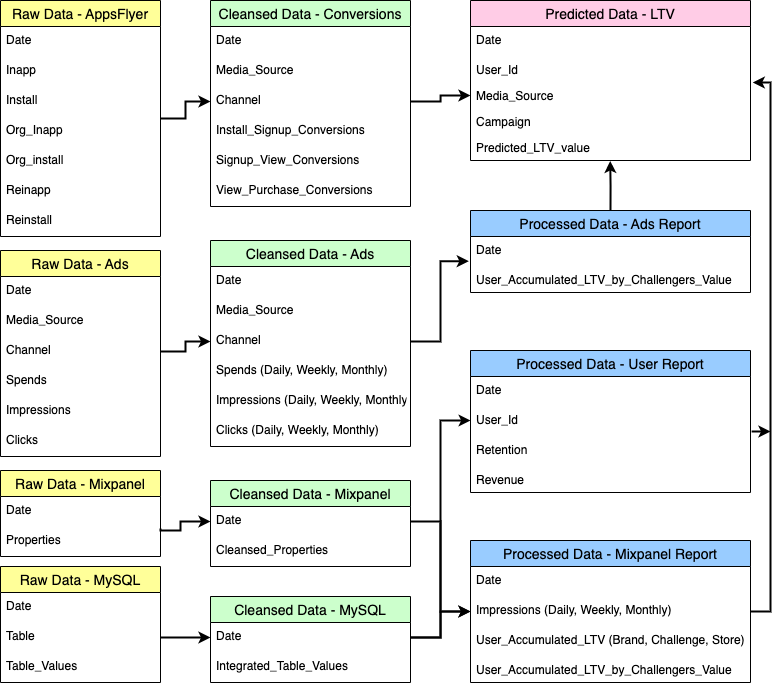 Raw Data - AppsFlyer
Date
Inapp
Install
Org_Inapp
Org_install
Reinapp
Reinstall
Raw Data - Ads
Date
Media_Source
Channel
Spends
Impressions
Clicks
Raw Data - Mixpanel
Date
Properties
Raw Data - MySQL
Date
Table
Table_Values
Cleansed Data - Conversions
Date
Media_Source
Channel
Install_Signup_Conversions
Signup_View_Conversions
View_Purchase_Conversions
Cleansed Data - Ads
Date
Media_Source
Channel
Spends (Daily, Weekly, Monthly)
Impressions (Daily, Weekly, Monthly
Clicks (Daily, Weekly, Monthly)
Cleansed Data - Mixpanel
Date
Cleansed_Properties
Cleansed Data - MySQL
Date
Integrated_Table_Values
Predicted Data - LTV
Date
User_Id
Media_Source
Campaign
Predicted_LTV_value
Processed Data - Ads Report
Date
User_Accumulated_LTV_by_Challengers_Value
Processed Data - User Report
Date
User_Id
Retention
Revenue
Processed Data - Mixpanel Report
Date
Impressions (Daily, Weekly, Monthly)
User_Accumulated_LTV (Brand, Challenge, Store)
User_Accumulated_LTV_by_Challengers_Value